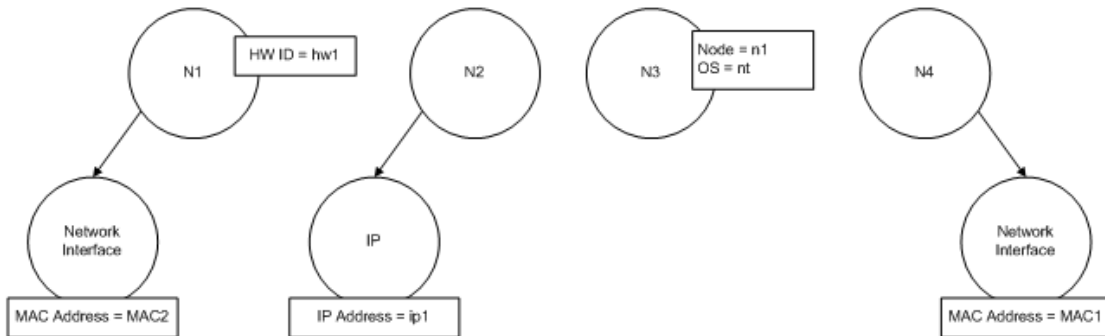 N1
HW ID = hw1
N2
N3
Node = n1
OS = nt
N4
Network
Interface
IP
Network
Interface
MAC Address = MAC2
IP Address = ip1
MAC Address = MAC1